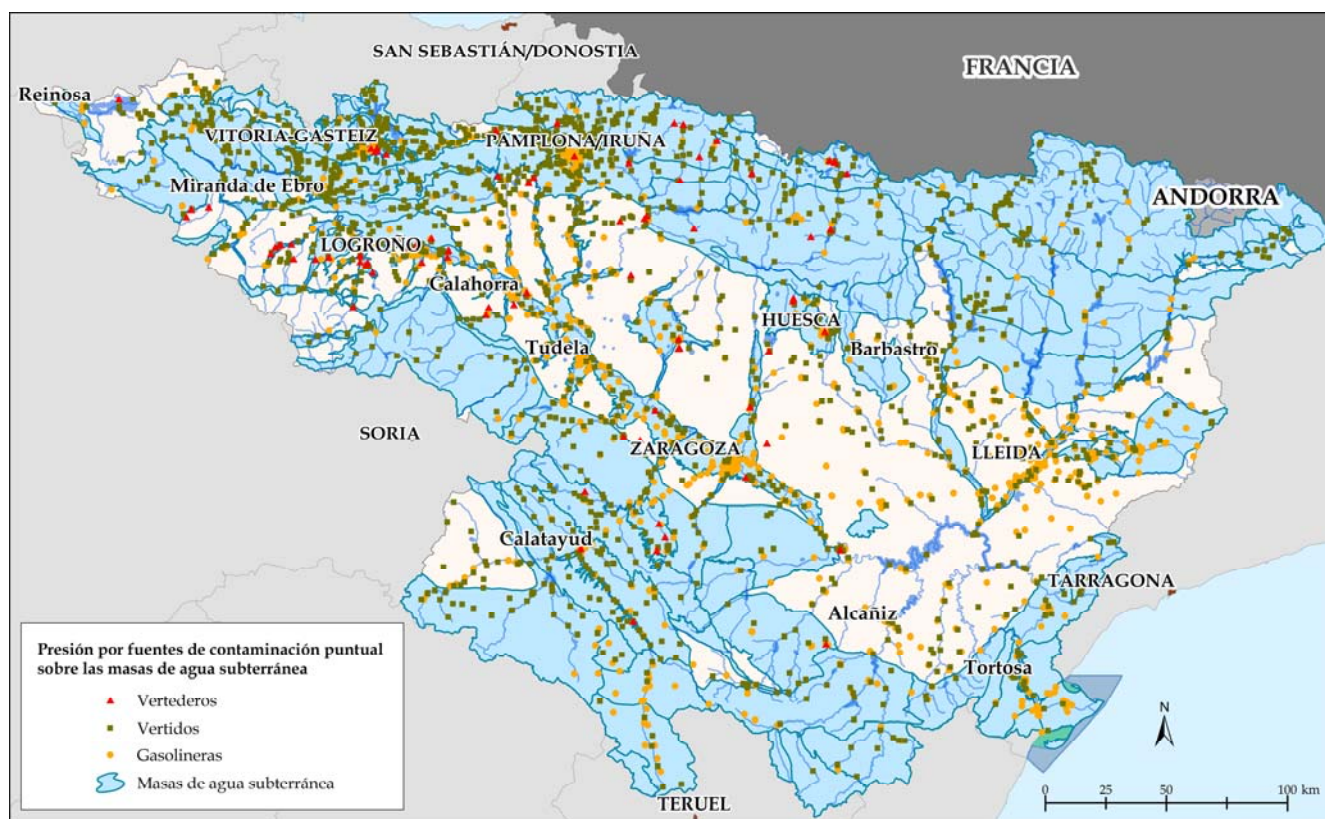 SAN SEBASTIÁN/DONOSTIA
FRANCIA
Reinosa
VITORIA-GASTEIZ
PAMPLONA/IRUÑA
Miranda de Ebro
ANDORRA
LOGROÑO
Calahorra
HUESCA
Barbastro
Tudela
SORIA
ZARAGOZA
LLEIDA
Calatayud
TARRAGONA
Alcañiz
Tortosa
TERUEL
Presión por fuentes de contaminación puntual
sobre las masas de agua subterránea
Vertederos
Vertidos
Gasolineras
Masas de agua subterránea
N
0 25 50 100 km